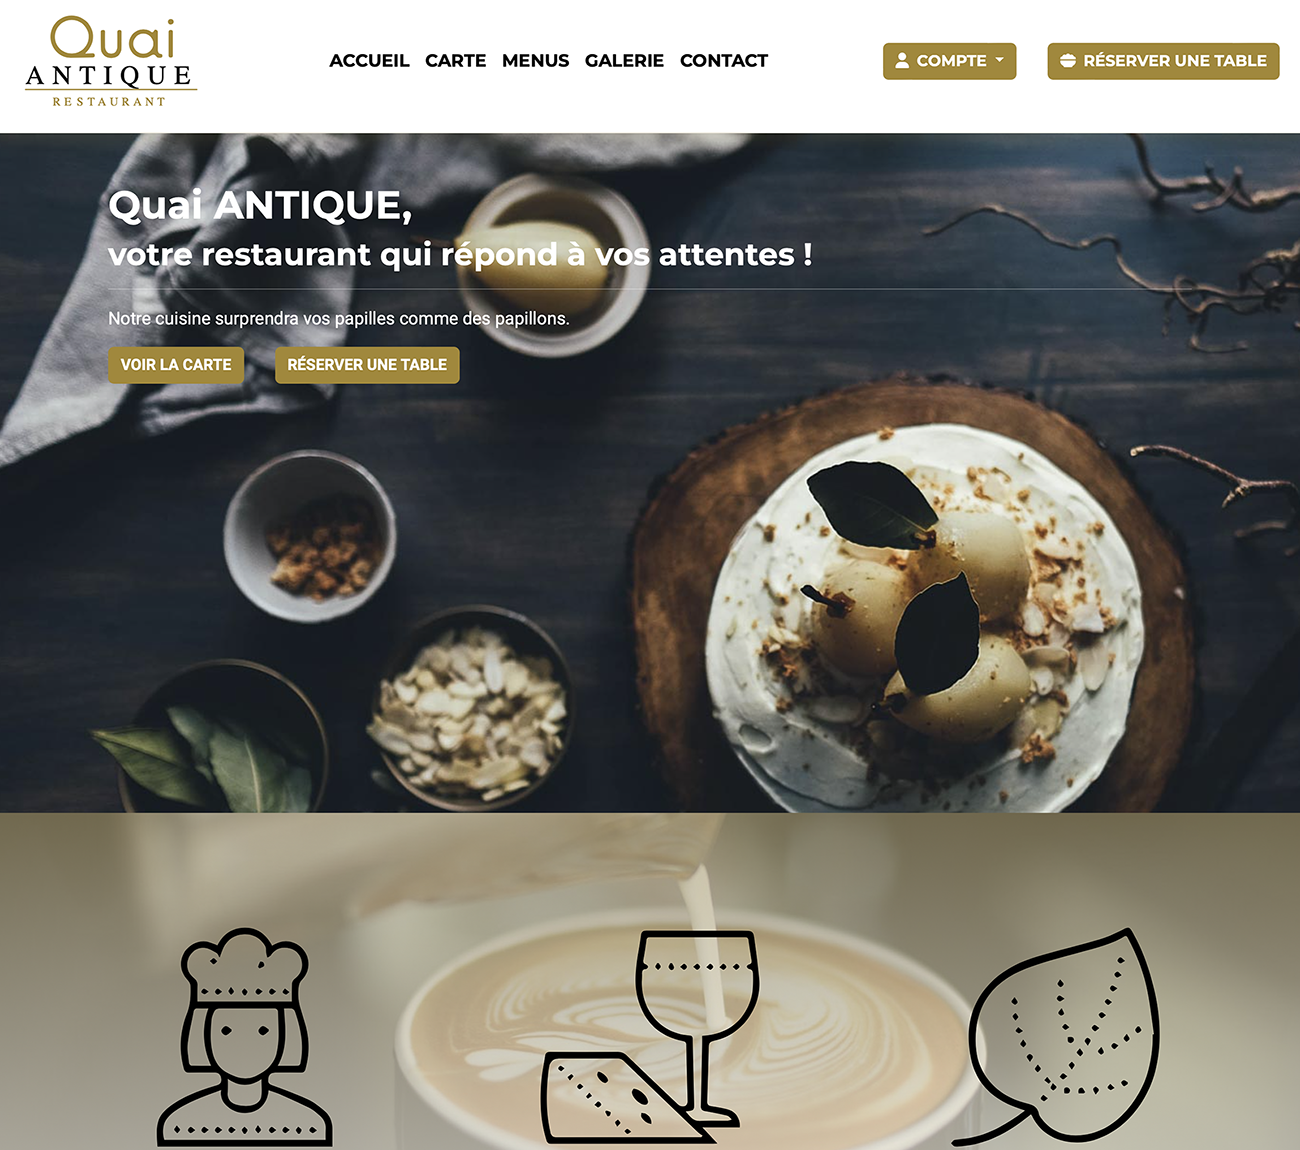 Quai
ANTIQUE
RESTAURANT
ACCUEIL CARTE MENUS GALERIE CONTACT
COMPTE
RÉSERVER UNE TABLE
Quai ANTIQUE,
votre restaurant qui répond à vos attentes !
Notre cuisine surprendra vos papilles comme des papillons.
VOIR LA CARTE
RÉSERVER UNE TABLE